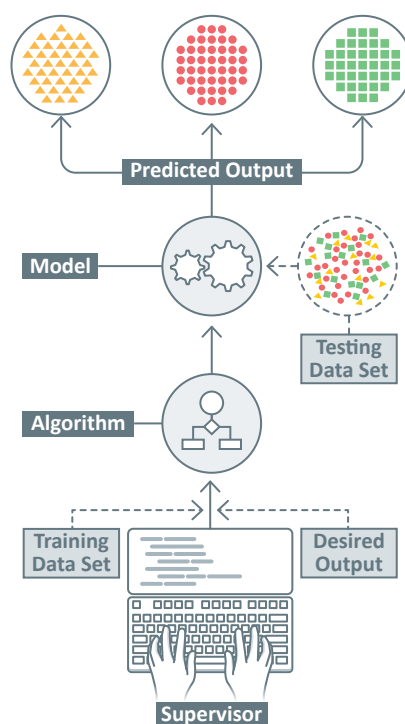 Predicted Output
Model
Testing
Data Set
Algorithm
Training
Data Set
Desired
Output
Supervisor